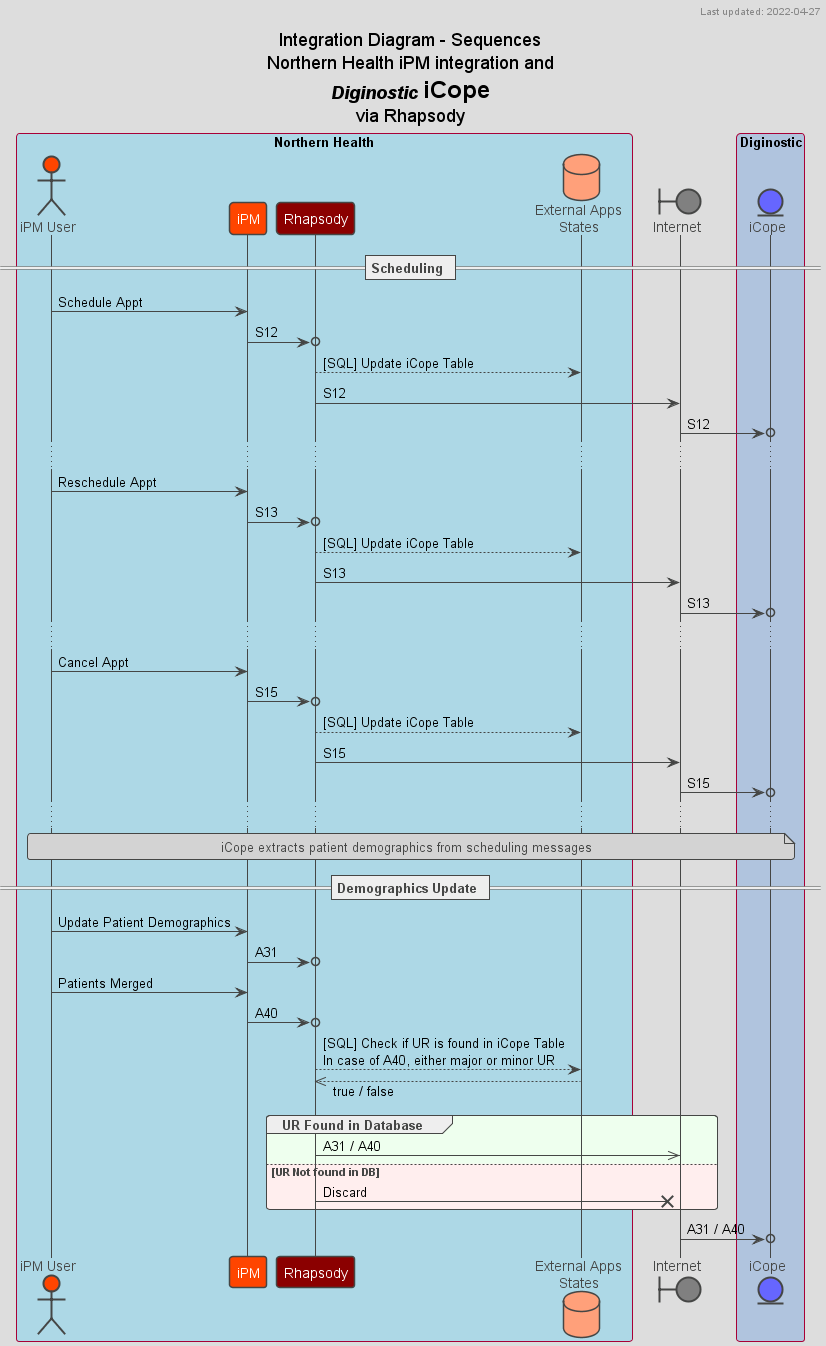 Last updated: 2022-04-27
Integration Diagram - Sequences
Northern Health iPM integration and
Diginostic iCope
via Rhapsody
Northern Health
Diginostic
iPM User
iPM
Rhapsody
External Apps
States
Internet
iCope
Scheduling
Schedule Appt
S12
[SQL] Update iCope Table
S12
S12
Reschedule Appt
S13
[SQL] Update iCope Table
S13
S13
Cancel Appt
S15
[SQL] Update iCope Table
S15
S15
iCope extracts patient demographics from scheduling messages
Demographics Update
Update Patient Demographics
A31
Patients Merged
A40
[SQL] Check if UR is found in iCope Table
In case of A40, either major or minor UR
true / false
UR Found in Database
A31 / A40
[UR Not found in DB]
Discard
A31 / A40
iPM User
iPM
Rhapsody
External Apps
States
Internet
iCope